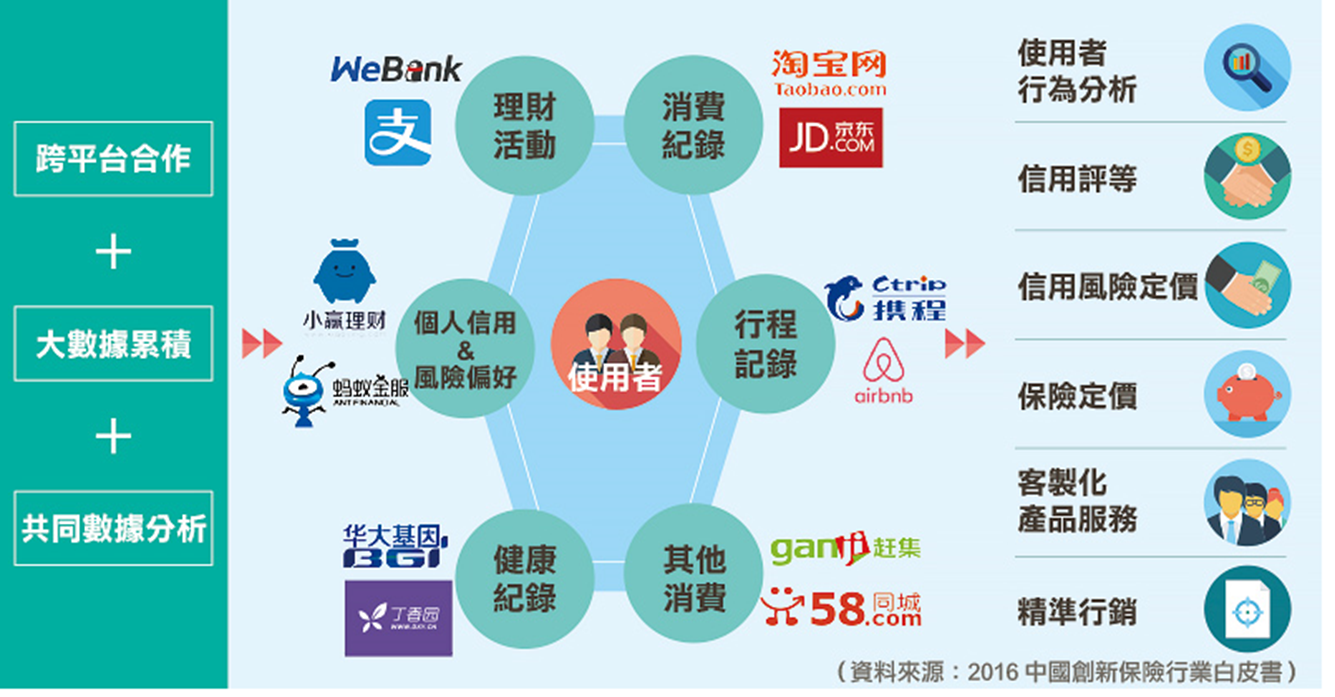 跨平台合作
+
大數據累積
+
共同數據分析
WeBank
支
理財
活動
消費
紀錄
淘宝网
Taobao.com
JD.京东
.COM
小赢理财
蚂蚁金服
ANT FINANCIAL
個人信用
&
風險偏好
使用者
行程
記錄
Ctrip
携程
airbnb
华大基因
BGI
丁香园
WWW.DXY.CN
健康
紀錄
其他
消費
ganji赶集
58同城
.com
使用者
行為分析
信用評等
信用風險定價
保險定價
客製化
產品服務
精準行銷
(資料來源：2016 中國創新保險行業白皮書)